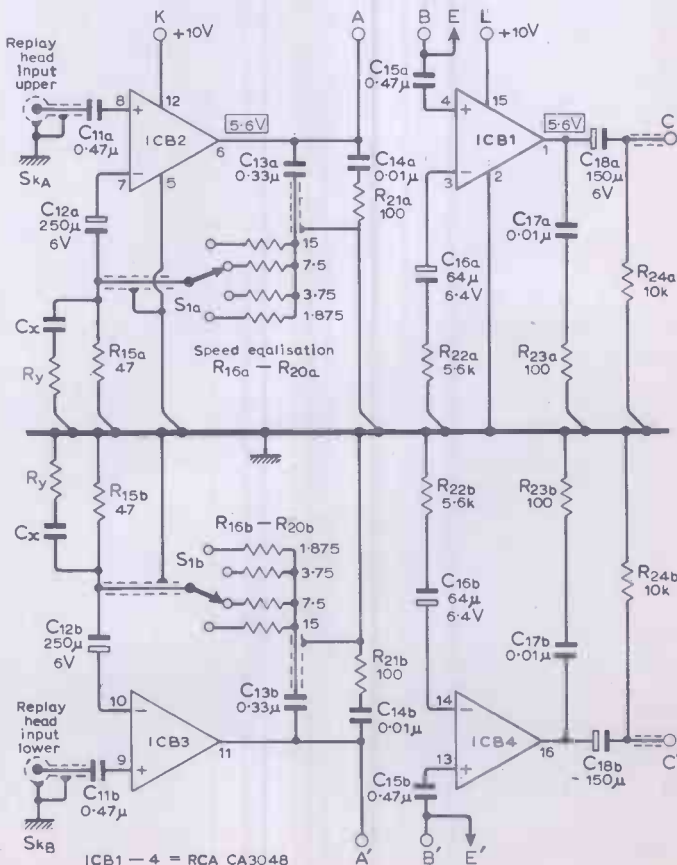 K
+10V
A
B
E
L
+10V
Replay
head
input
upper
C11a
0.47µ
SkA
8
+
12
ICB2
5.6V
6
7
−
5
C12a
250µ
6V
C13a
0.33µ
C14a
0.01µ
R21a
100
15
7.5
3.75
1.875
S1a
Speed eqalisation
R16a − R20a
Cx
Ry
R15a
47
C15a
0.47µ
4
+
15
ICB1
5.6V
1
3
−
2
C18a
150µ
6V
C
C17a
0.01µ
C16a
64µ
6.4V
R24a
10k
R22a
5.6k
R23a
100
Ry
Cx
R15b
47
R16b − R20b
1.875
3.75
7.5
15
S1b
R22b
5.6k
R23b
100
C16b
64µ
6.4V
R24b
10k
C12b
250µ
6V
C13b
0.33µ
R21b
100
C14b
0.01µ
C17b
0.01µ
Replay
head
input
lower
10
−
ICB3
11
9
+
C11b
0.47µ
SkB
14
−
ICB4
16
13
+
C15b
0.47µ
C18b
150µ
C'
A'
B'
E'
ICB1 − 4 = RCA CA3048